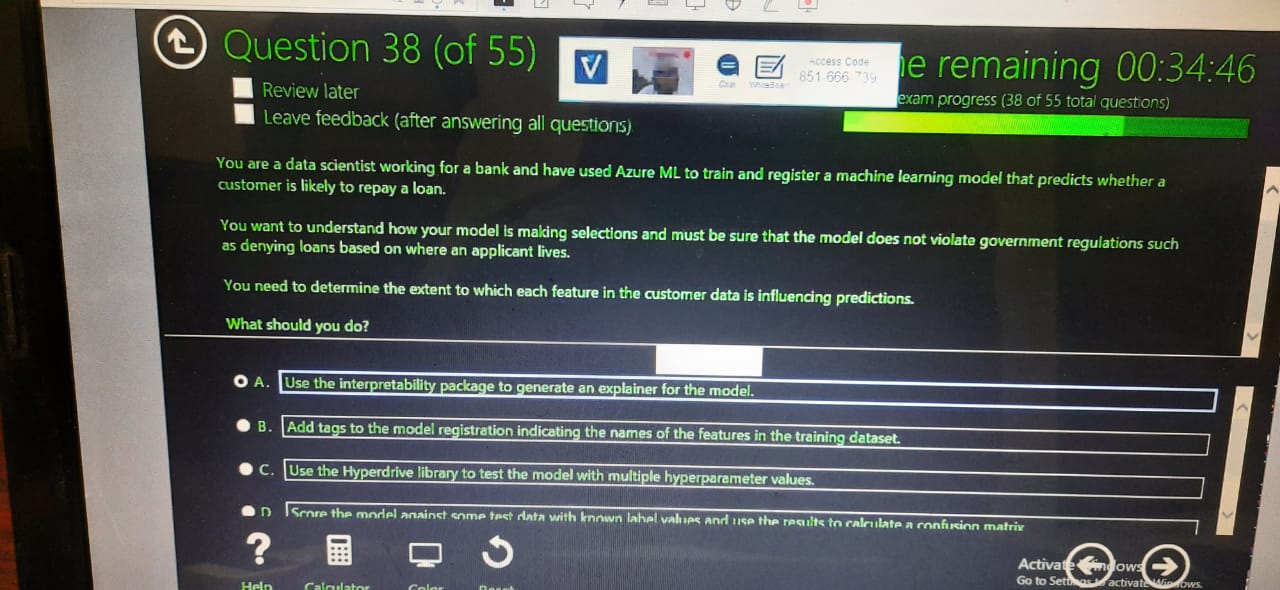 Question 38 (of 55)
Review later
Leave feedback (after answering all questions)
Access Code
851-666-739
Chat
WhiteBoard
e remaining 00:34:46
exam progress (38 of 55 total questions)
You are a data scientist working for a bank and have used Azure ML to train and register a machine learning model that predicts whether a
customer is likely to repay a loan.
You want to understand how your model is making selections and must be sure that the model does not violate government regulations such
as denying loans based on where an applicant lives.
You need to determine the extent to which each feature in the customer data is influencing predictions.
What should you do?
A. Use the interpretability package to generate an explainer for the model.
B. Add tags to the model registration indicating the names of the features in the training dataset.
C. Use the Hyperdrive library to test the model with multiple hyperparameter values.
D Score the model against some test data with known label values and use the results to calculate a confusion matrix
Help
Calculator
Color
Reset
Activate Windows
Go to Settings to activate Windows.